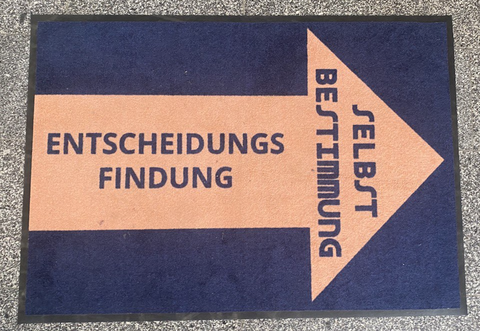 ENTSCHEIDUNGS
FINDUNG
SELBST
BESTIMMUNG